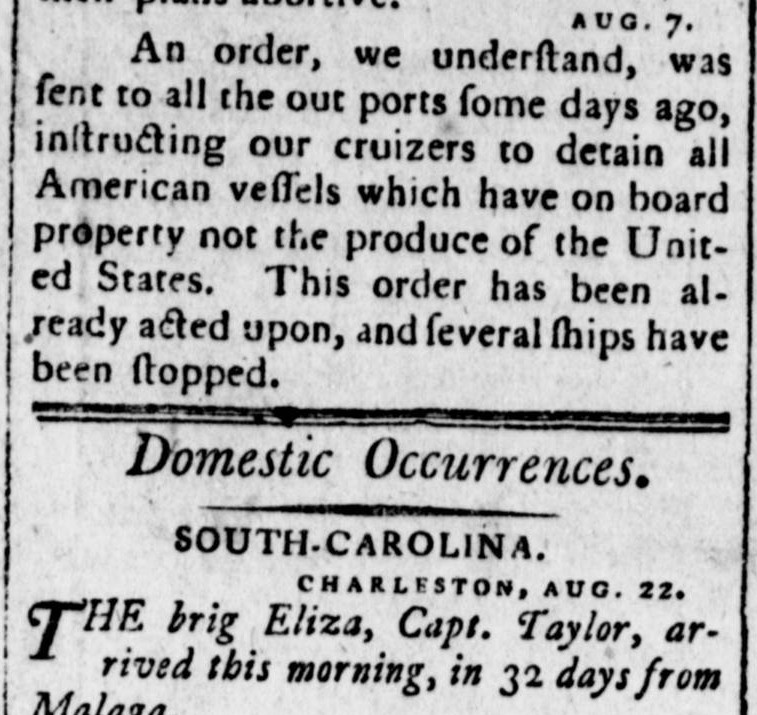 plans abortive.
AUG. 7.
An order, we underſtand, was
ſent to all the out ports ſome days ago,
inſtructing our cruizers to detain all
American veſſels which have on board
property not the produce of the Unit-
ed States. This order has been al-
ready acted upon, and ſeveral ſhips have
been ſtopped.
Domestic Occurrences.
SOUTH-CAROLINA.
CHARLESTON, AUG. 22.
THE brig Eliza, Capt. Taylor, ar-
rived this morning, in 32 days from
Malaga